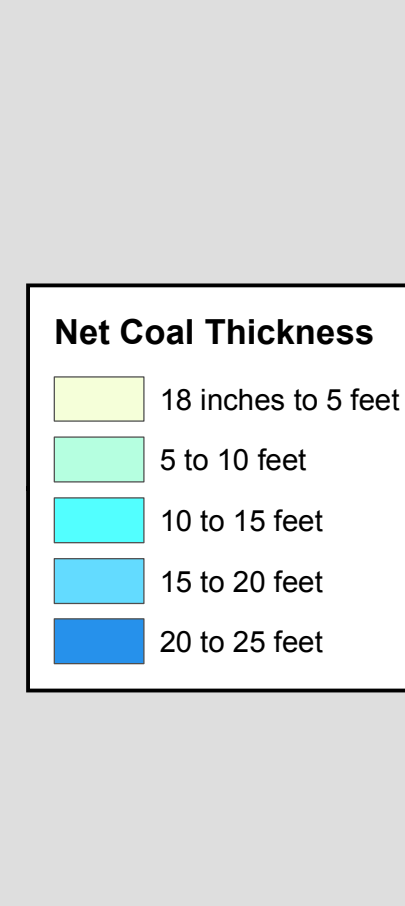 Net Coal Thickness
18 inches to 5 feet
5 to 10 feet
10 to 15 feet
15 to 20 feet
20 to 25 feet